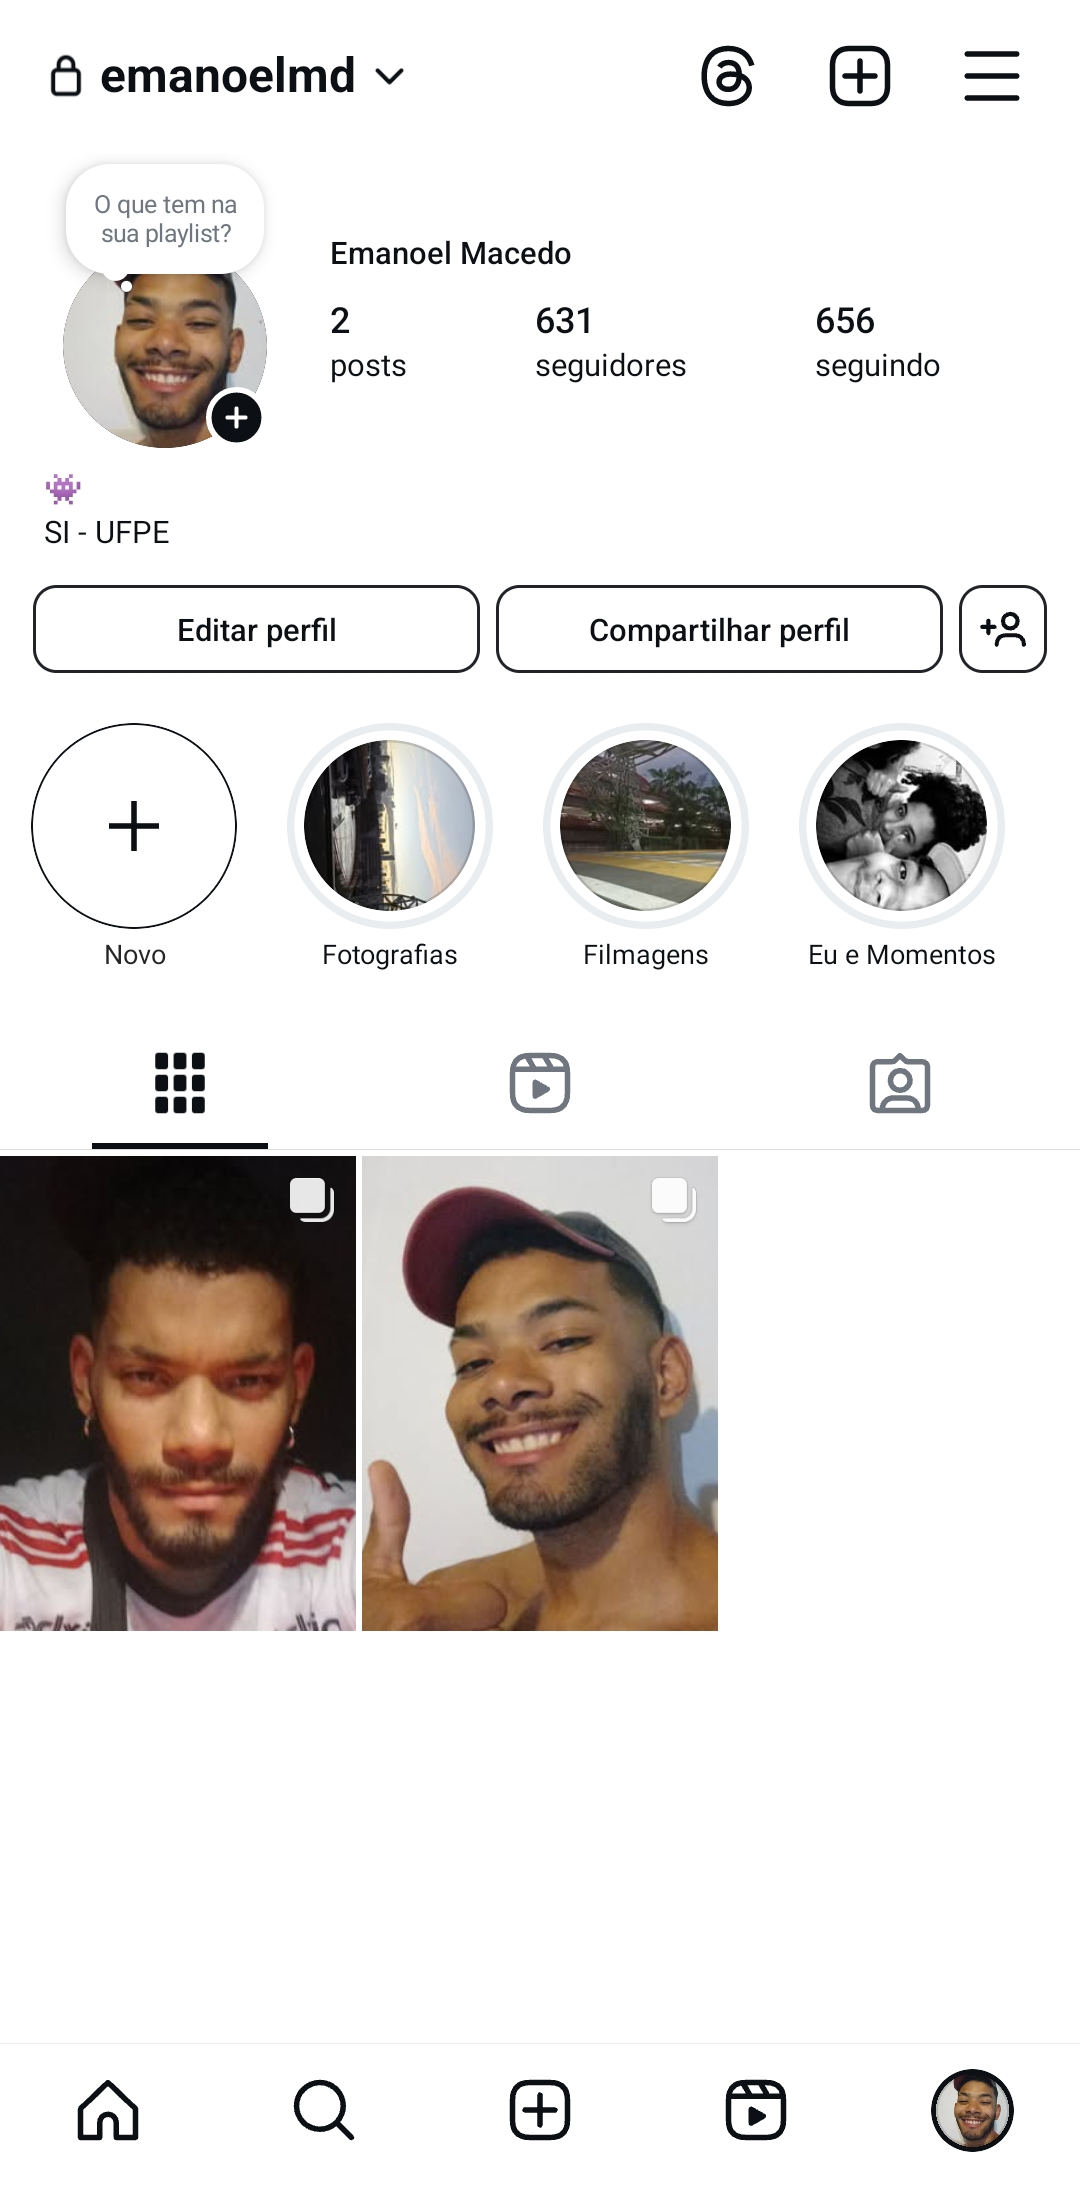 emanoelmd
O que tem na
sua playlist?
Emanoel Macedo
2
posts
631
seguidores
656
seguindo
👾
SI - UFPE
Editar perfil
Compartilhar perfil
Novo
Fotografias
Filmagens
Eu e Momentos